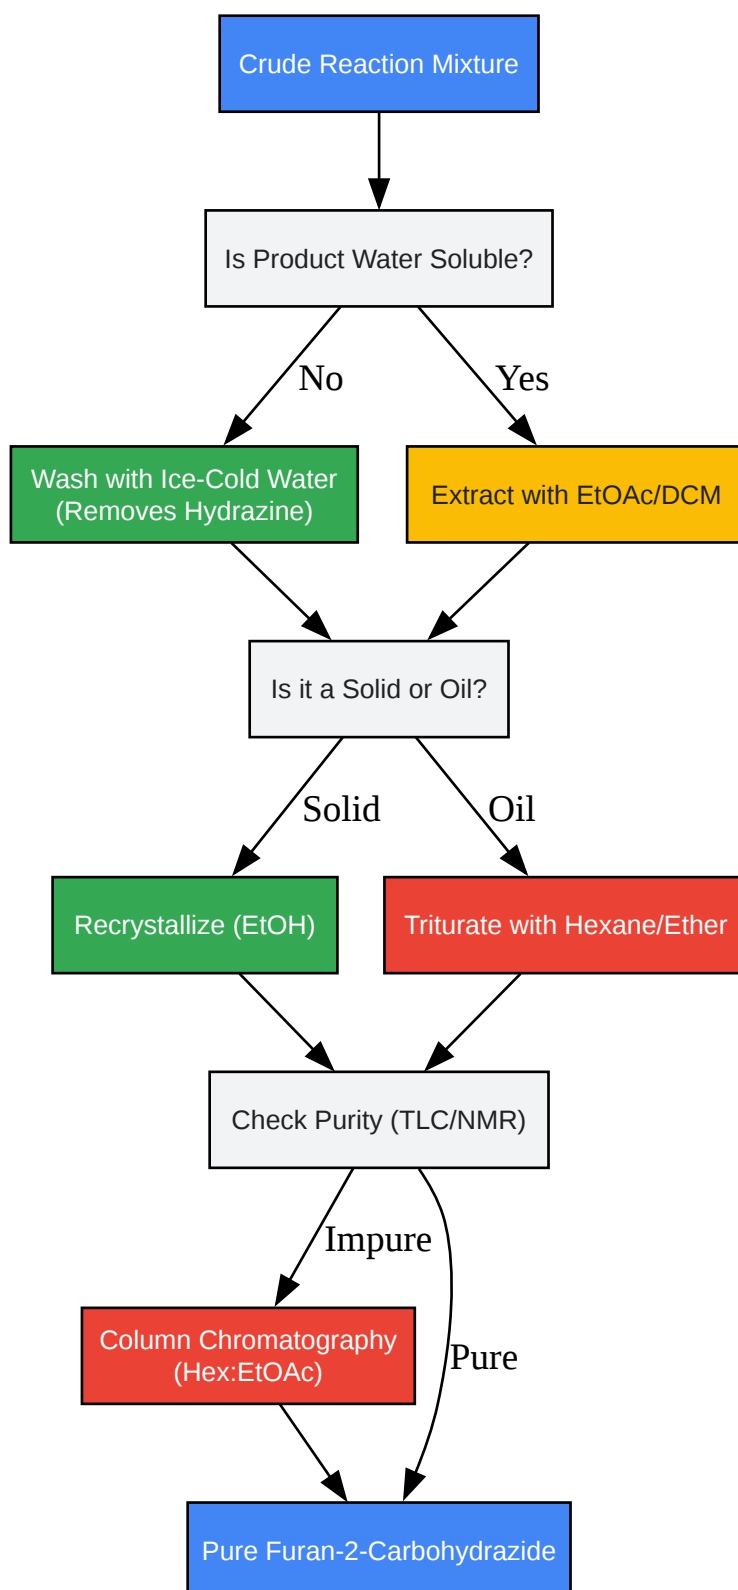 Crude Reaction Mixture
Is Product Water Soluble?
No
Yes
Wash with Ice-Cold Water
(Removes Hydrazine)
Extract with EtOAc/DCM
Is it a Solid or Oil?
Solid
Oil
Recrystallize (EtOH)
Triturate with Hexane/Ether
Check Purity (TLC/NMR)
Impure
Column Chromatography
(Hex:EtOAc)
Pure
Pure Furan-2-Carbohydrazide